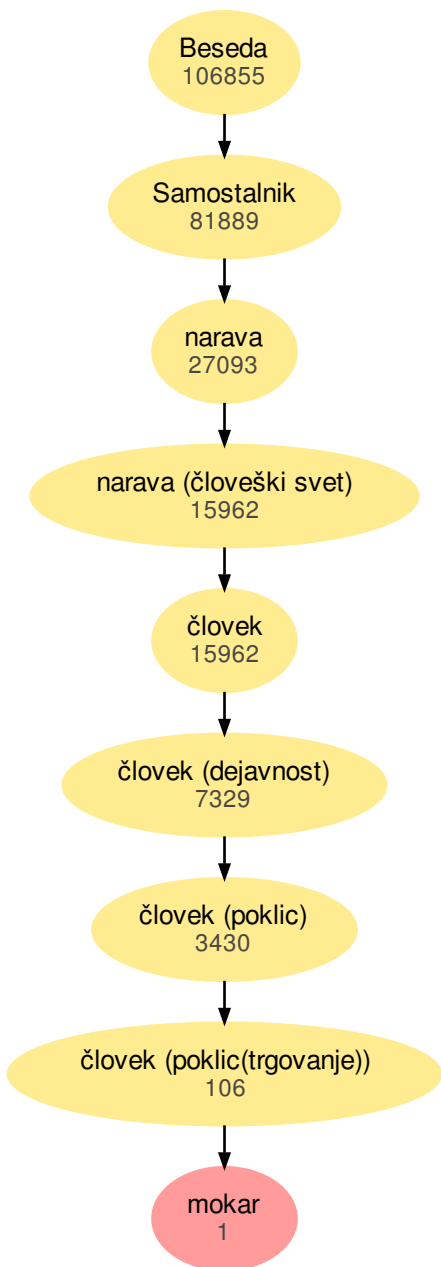 Beseda
106855
Samostalnik
81889
narava
27093
narava (človeški svet)
15962
človek
15962
človek (dejavnost)
7329
človek (poklic)
3430
človek (poklic(trgovanje))
106
mokar
1